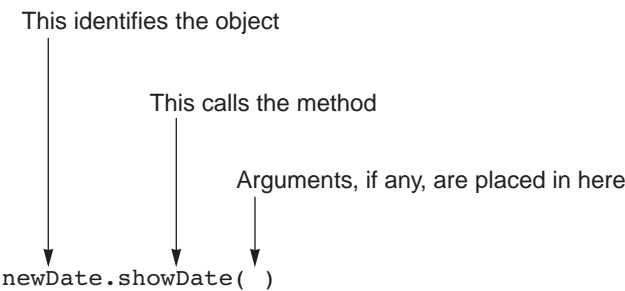 This identifies the object
This calls the method
Arguments, if any, are placed in here
newDate.showDate( )